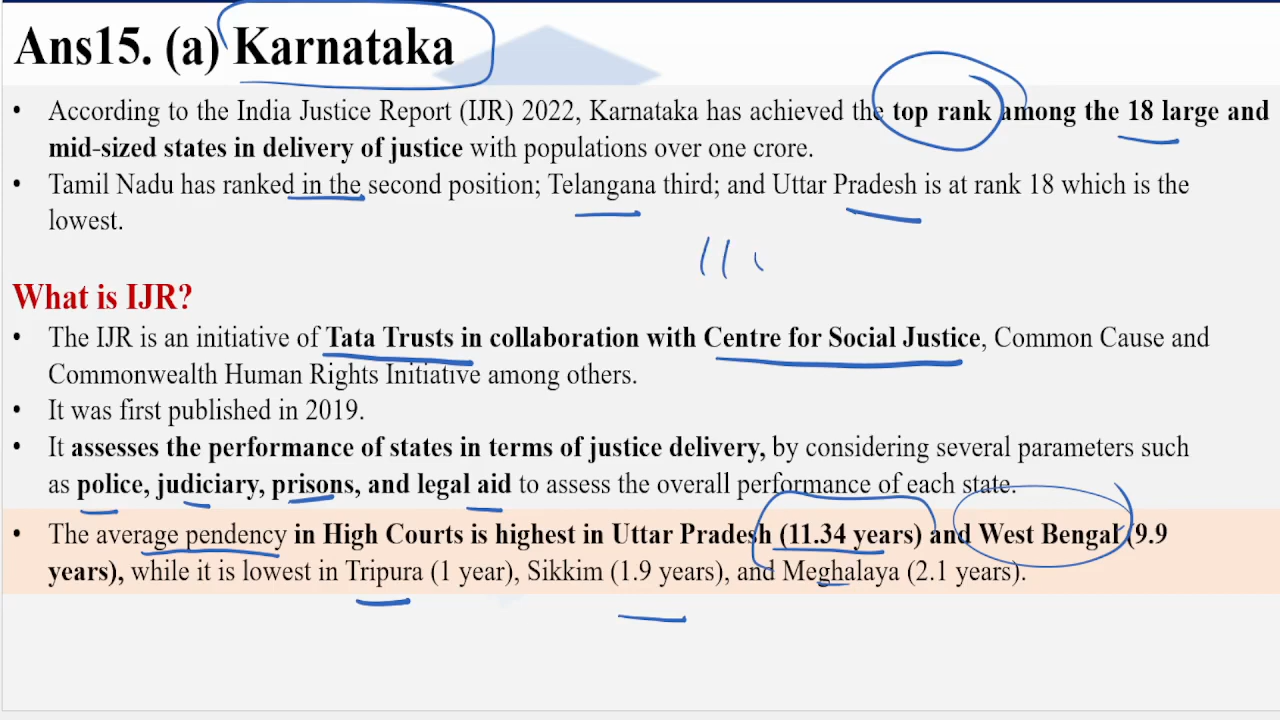 Ans15. (a) Karnataka
• According to the India Justice Report (IJR) 2022, Karnataka has achieved the top rank among the 18 large and
mid-sized states in delivery of justice with populations over one crore.
• Tamil Nadu has ranked in the second position; Telangana third; and Uttar Pradesh is at rank 18 which is the
lowest.
What is IJR?
• The IJR is an initiative of Tata Trusts in collaboration with Centre for Social Justice, Common Cause and
Commonwealth Human Rights Initiative among others.
• It was first published in 2019.
• It assesses the performance of states in terms of justice delivery, by considering several parameters such
as police, judiciary, prisons, and legal aid to assess the overall performance of each state.
• The average pendency in High Courts is highest in Uttar Pradesh (11.34 years) and West Bengal (9.9
years), while it is lowest in Tripura (1 year), Sikkim (1.9 years), and Meghalaya (2.1 years).